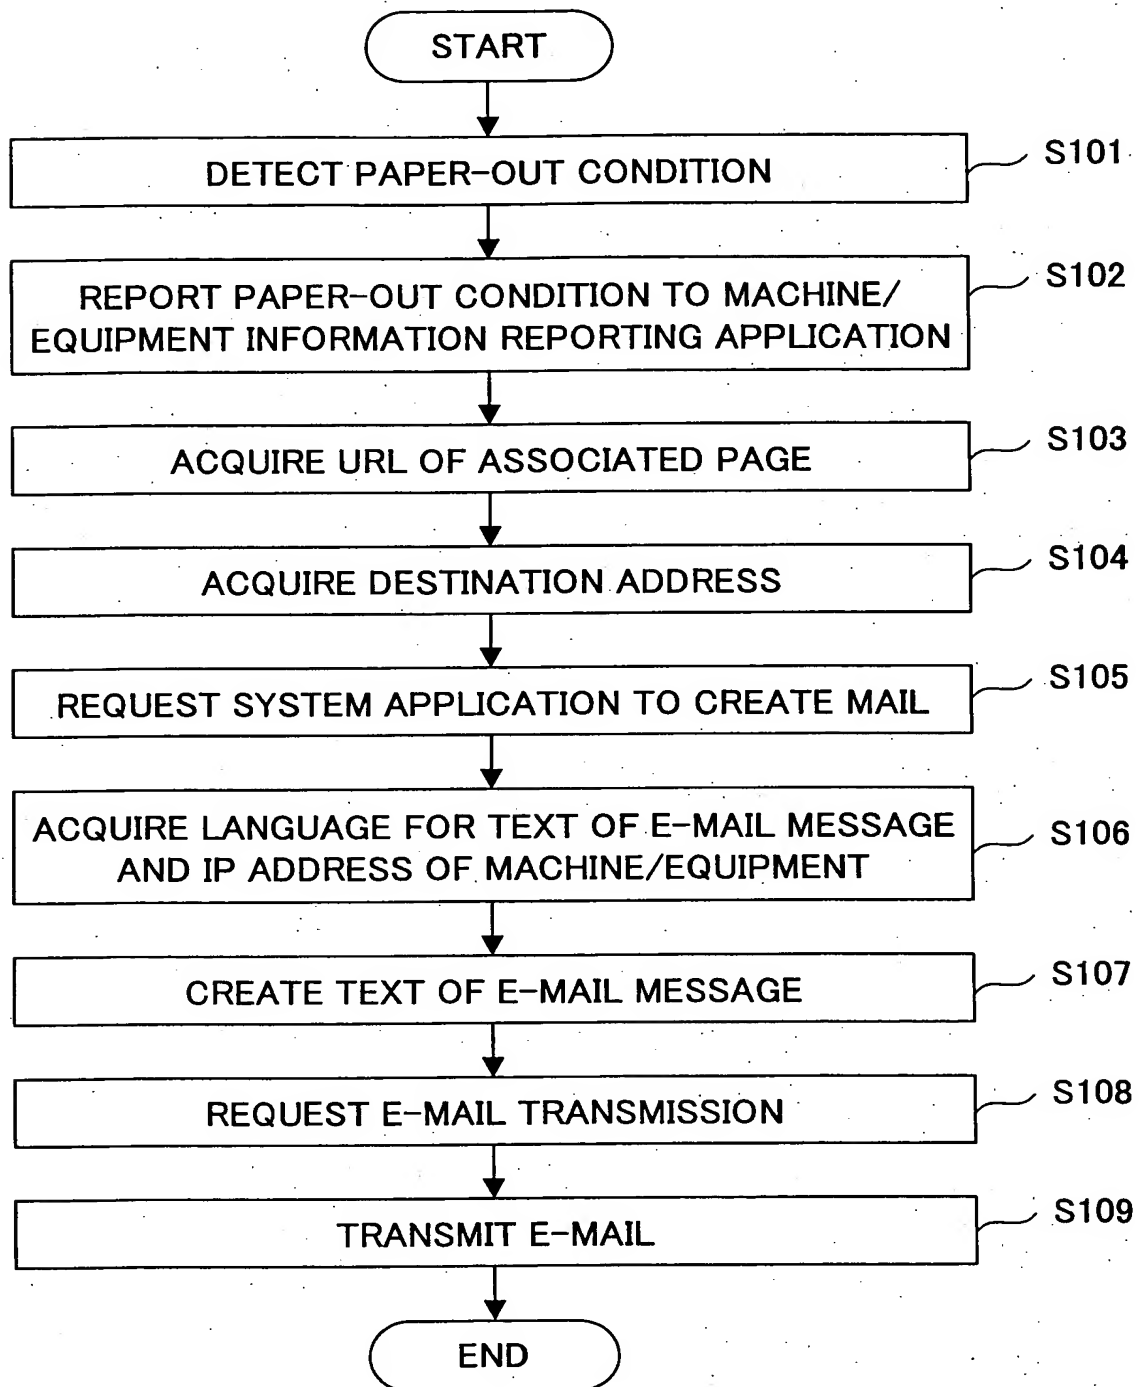 START
DETECT PAPER-OUT CONDITION
S101
REPORT PAPER-OUT CONDITION TO MACHINE/
EQUIPMENT INFORMATION REPORTING APPLICATION
S102
ACQUIRE URL OF ASSOCIATED PAGE
S103
ACQUIRE DESTINATION ADDRESS
S104
REQUEST SYSTEM APPLICATION TO CREATE MAIL
S105
ACQUIRE LANGUAGE FOR TEXT OF E-MAIL MESSAGE
AND IP ADDRESS OF MACHINE/EQUIPMENT
S106
CREATE TEXT OF E-MAIL MESSAGE
S107
REQUEST E-MAIL TRANSMISSION
S108
TRANSMIT E-MAIL
S109
END